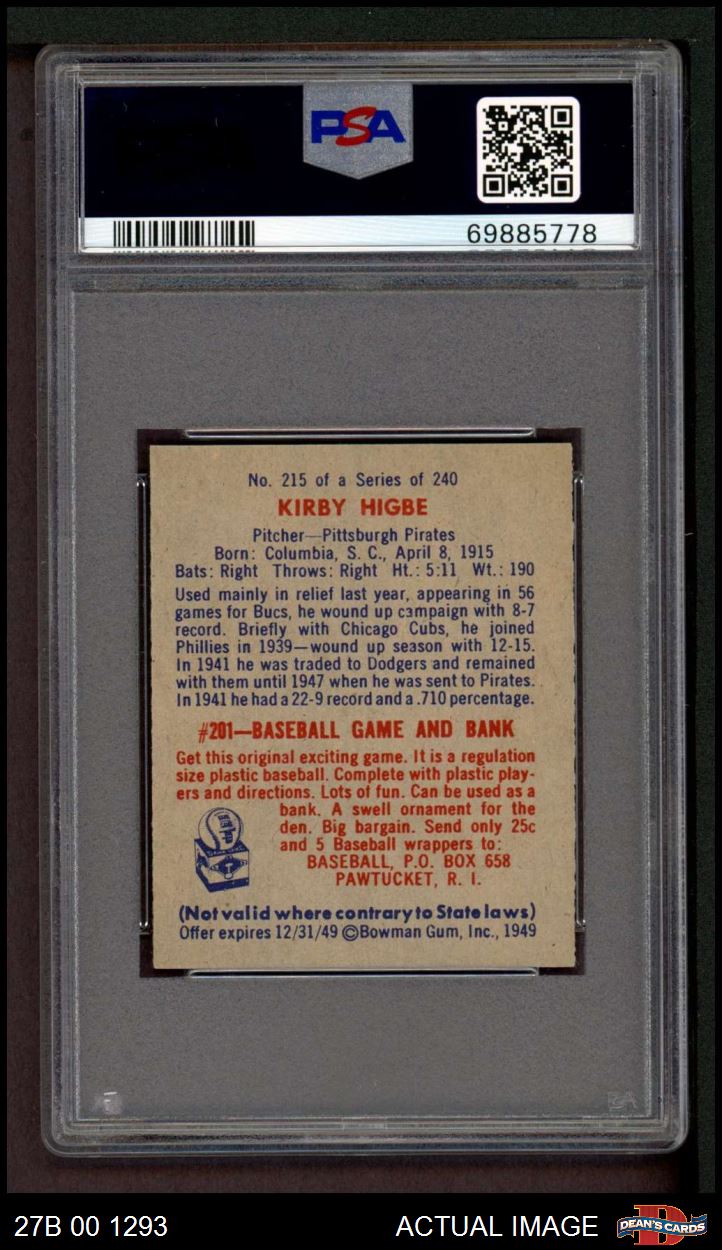 PSA
69885778
No. 215 of a Series of 240
KIRBY HIGBE
Pitcher—Pittsburgh Pirates
Born: Columbia, S. C., April 8, 1915
Bats: Right Throws: Right Ht.: 5:11 Wt.: 190
Used mainly in relief last year, appearing in 56
games for Bucs, he wound up campaign with 8-7
record. Briefly with Chicago Cubs, he joined
Phillies in 1939—wound up season with 12-15.
In 1941 he was traded to Dodgers and remained
with them until 1947 when he was sent to Pirates.
In 1941 he had a 22-9 record and a .710 percentage.
#201—BASEBALL GAME AND BANK
Get this original exciting game. It is a regulation
size plastic baseball. Complete with plastic play-
ers and directions. Lots of fun. Can be used as a
bank. A swell ornament for the
den. Big bargain. Send only 25c
and 5 Baseball wrappers to:
BASEBALL, P.O. BOX 658
PAWTUCKET, R. I.
(Not valid where contrary to State laws)
Offer expires 12/31/49 ©Bowman Gum, Inc., 1949
27B 00 1293
ACTUAL IMAGE
DEAN'S CARDS